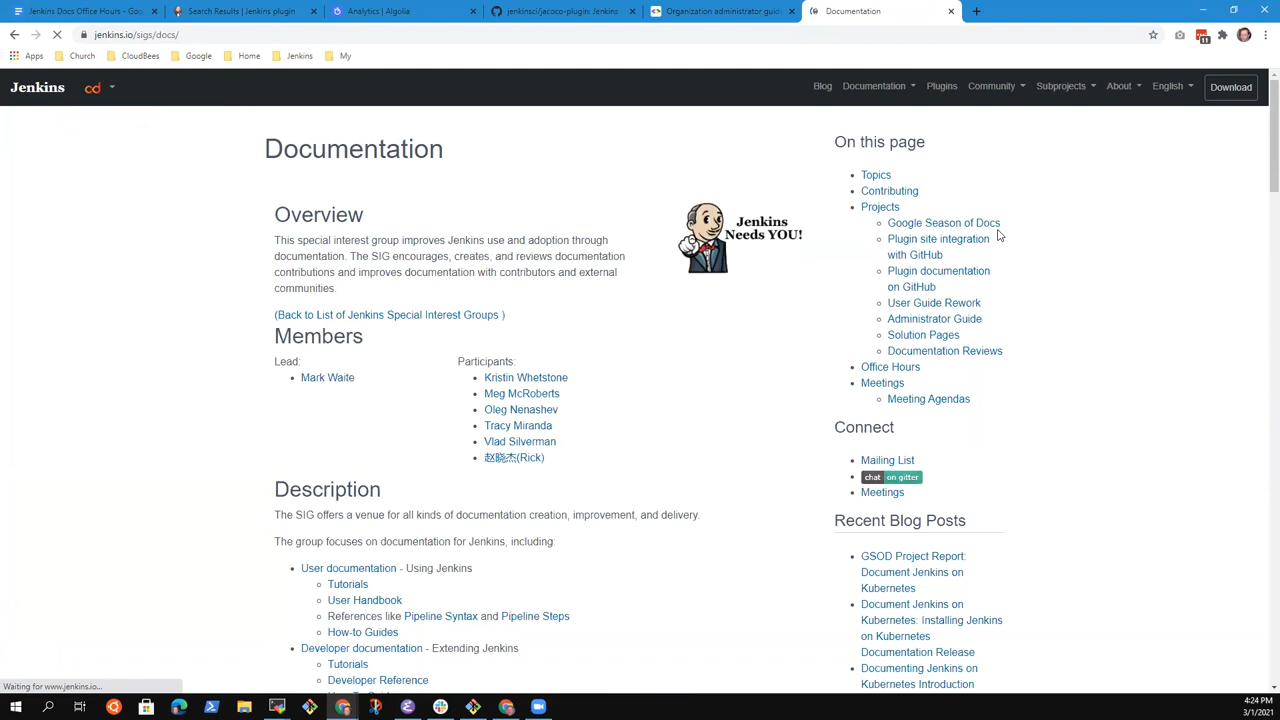 Jenkins Docs Office Hours - Goo
Search Results | Jenkins plugin
Analytics | Algolia
jenkinsci/jacoco-plugin: Jenkins
Organization administrator guid
Documentation
jenkins.io/sigs/docs/
11
Apps
Church
CloudBees
Google
Home
Jenkins
My
Jenkins
cd
Blog
Documentation
Plugins
Community
Subprojects
About
English
Download
Documentation
Overview
This special interest group improves Jenkins use and adoption through
documentation. The SIG encourages, creates, and reviews documentation
contributions and improves documentation with contributors and external
communities.
Jenkins
Needs YOU!
(Back to List of Jenkins Special Interest Groups )
Members
Lead:
Mark Waite
Participants:
Kristin Whetstone
Meg McRoberts
Oleg Nenashev
Tracy Miranda
Vlad Silverman
赵晓杰(Rick)
Description
The SIG offers a venue for all kinds of documentation creation, improvement, and delivery.
The group focuses on documentation for Jenkins, including:
User documentation - Using Jenkins
Tutorials
User Handbook
References like Pipeline Syntax and Pipeline Steps
How-to Guides
Developer documentation - Extending Jenkins
Tutorials
Developer Reference
On this page
Topics
Contributing
Projects
Google Season of Docs
Plugin site integration
with GitHub
Plugin documentation
on GitHub
User Guide Rework
Administrator Guide
Solution Pages
Documentation Reviews
Office Hours
Meetings
Meeting Agendas
Connect
Mailing List
chat on gitter
Meetings
Recent Blog Posts
GSOD Project Report:
Document Jenkins on
Kubernetes
Document Jenkins on
Kubernetes: Installing Jenkins
on Kubernetes
Documentation Release
Documenting Jenkins on
Kubernetes Introduction
Waiting for www.jenkins.io...
4:24 PM
3/1/2021